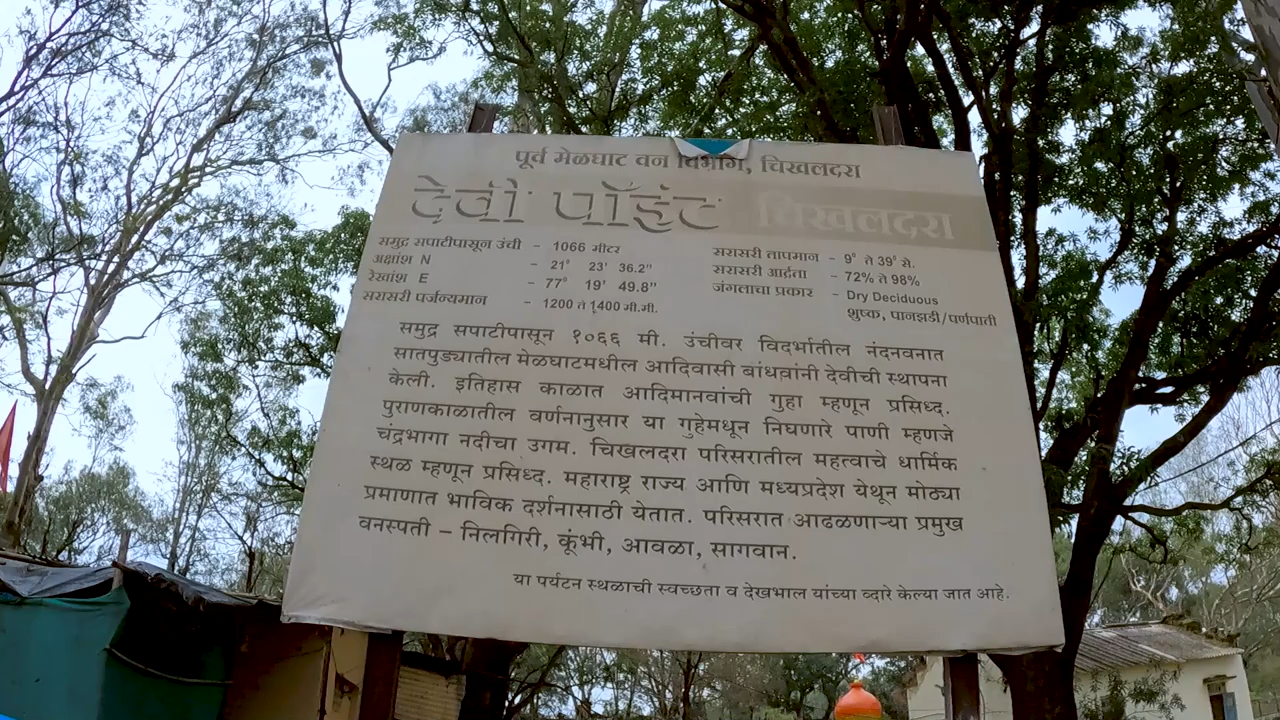 पूर्व मेळघाट वन विभाग, चिखलदरा
देवी पॉइंट चिखलदरा
समुद्र सपाटीपासून उंची - 1066 मीटर
अक्षांश N - 21° 23' 36.2"
रेखांश E - 77° 19' 49.8"
सरासरी पर्जन्यमान - 1200 ते 1400 मी.मी.
सरासरी तापमान - 9° ते 39° से.
सरासरी आर्द्रता - 72% ते 98%
जंगलाचा प्रकार - Dry Deciduous
शुष्क, पानझडी/पर्णपाती
समुद्र सपाटीपासून १०६६ मी. उंचीवर विदर्भातील नंदनवनात
सातपुड्यातील मेळघाटमधील आदिवासी बांधवांनी देवीची स्थापना
केली. इतिहास काळात आदिमानवांची गुहा म्हणून प्रसिध्द.
पुराणकाळातील वर्णनानुसार या गुहेमधून निघणारे पाणी म्हणजे
चंद्रभागा नदीचा उगम. चिखलदरा परिसरातील महत्वाचे धार्मिक
स्थळ म्हणून प्रसिध्द. महाराष्ट्र राज्य आणि मध्यप्रदेश येथून मोठ्या
प्रमाणात भाविक दर्शनासाठी येतात. परिसरात आढळणाऱ्या प्रमुख
वनस्पती – निलगिरी, कूंभी, आवळा, सागवान.
या पर्यटन स्थळाची स्वच्छता व देखभाल यांच्या व्दारे केल्या जात आहे.